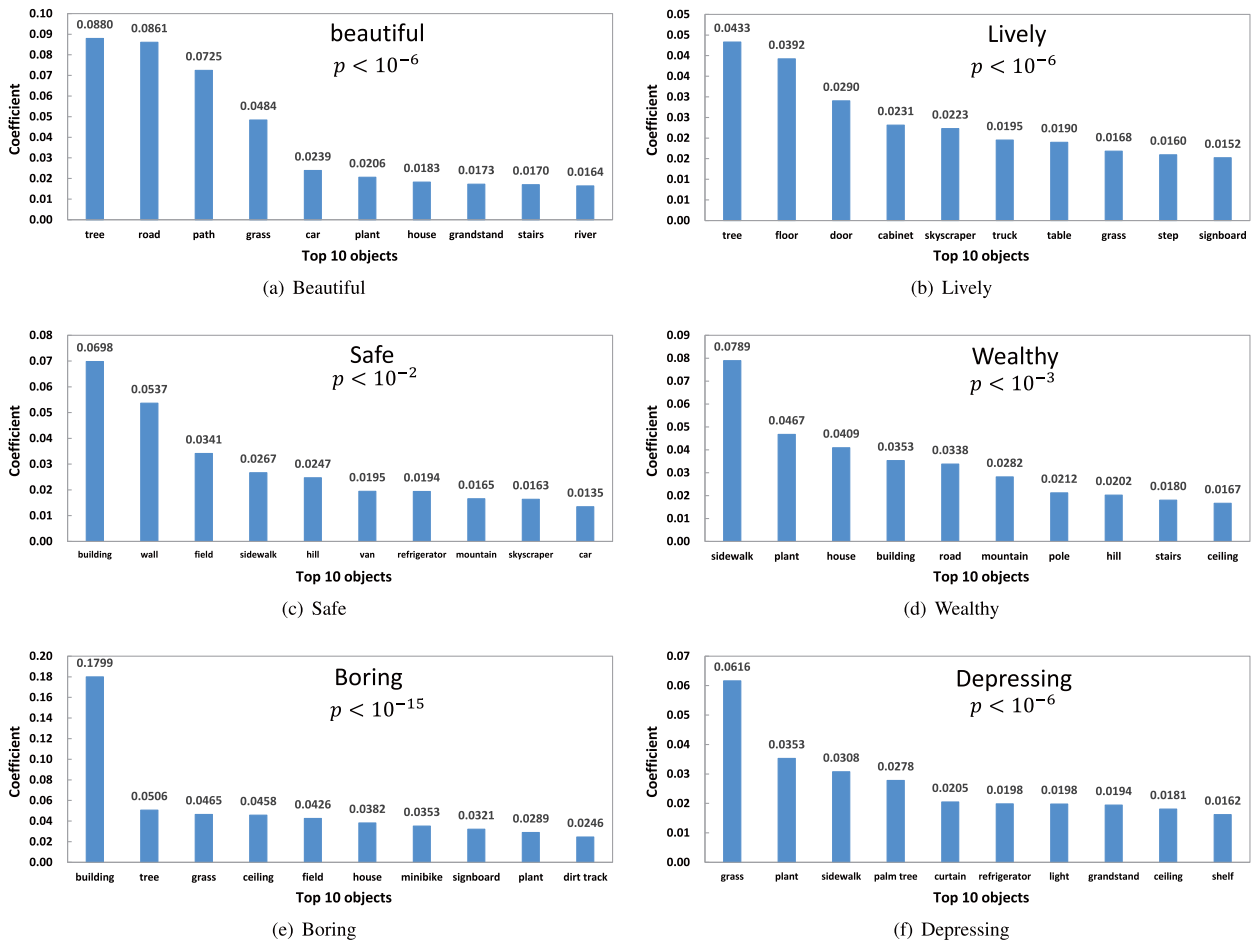 beautiful
p < 10⁻⁶
Coefficient
0.10
0.09
0.08
0.07
0.06
0.05
0.04
0.03
0.02
0.01
0.00
0.0880 0.0861 0.0725 0.0484 0.0239 0.0206 0.0183 0.0173 0.0170 0.0164
tree road path grass car plant house grandstand stairs river
Top 10 objects
(a) Beautiful
Lively
p < 10⁻⁶
Coefficient
0.05
0.05
0.04
0.04
0.03
0.03
0.02
0.02
0.01
0.01
0.00
0.0433 0.0392 0.0290 0.0231 0.0223 0.0195 0.0190 0.0168 0.0160 0.0152
tree floor door cabinet skyscraper truck table grass step signboard
Top 10 objects
(b) Lively
Safe
p < 10⁻²
Coefficient
0.08
0.07
0.06
0.05
0.04
0.03
0.02
0.01
0.00
0.0698 0.0537 0.0341 0.0267 0.0247 0.0195 0.0194 0.0165 0.0163 0.0135
building wall field sidewalk hill van refrigerator mountain skyscraper car
Top 10 objects
(c) Safe
Wealthy
p < 10⁻³
Coefficient
0.09
0.08
0.07
0.06
0.05
0.04
0.03
0.02
0.01
0.00
0.0789 0.0467 0.0409 0.0353 0.0338 0.0282 0.0212 0.0202 0.0180 0.0167
sidewalk plant house building road mountain pole hill stairs ceiling
Top 10 objects
(d) Wealthy
Boring
p < 10⁻¹⁵
Coefficient
0.20
0.18
0.16
0.14
0.12
0.10
0.08
0.06
0.04
0.02
0.00
0.1799 0.0506 0.0465 0.0458 0.0426 0.0382 0.0353 0.0321 0.0289 0.0246
building tree grass ceiling field house minibike signboard plant dirt track
Top 10 objects
(e) Boring
Depressing
p < 10⁻⁶
Coefficient
0.07
0.06
0.05
0.04
0.03
0.02
0.01
0.00
0.0616 0.0353 0.0308 0.0278 0.0205 0.0198 0.0198 0.0194 0.0181 0.0162
grass plant sidewalk palm tree curtain refrigerator light grandstand ceiling shelf
Top 10 objects
(f) Depressing